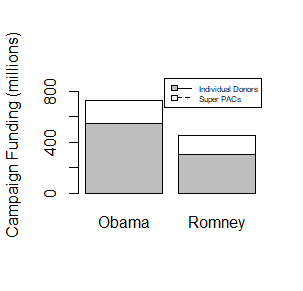 Campaign Funding (millions)
800
400
0
Individual Donors
Super PACs
Obama
Romney